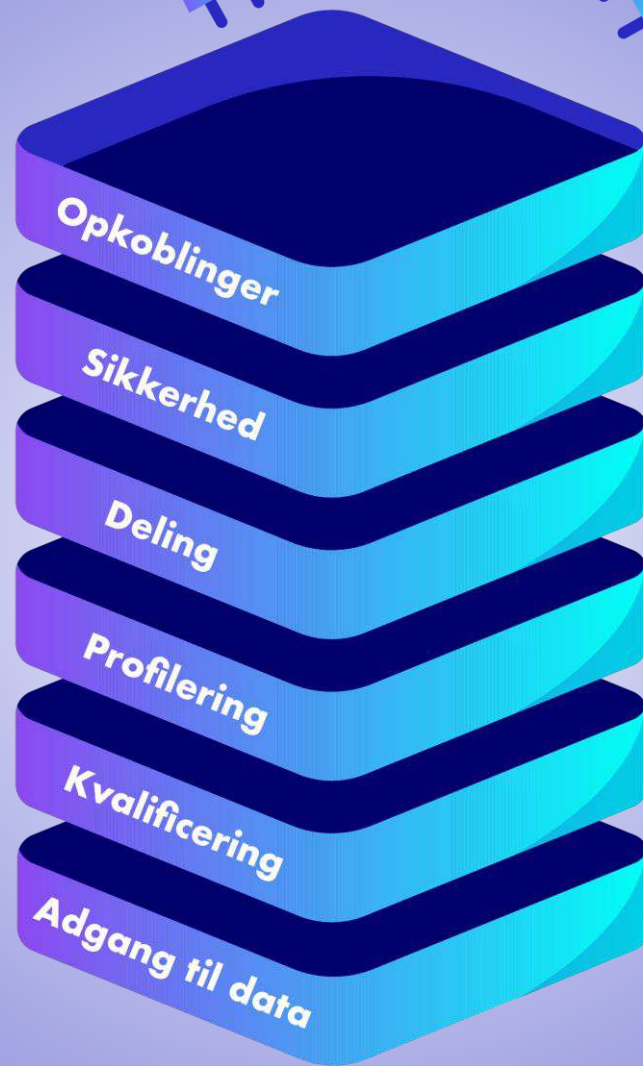 Opkoblinger
Sikkerhed
Deling
Profilering
Kvalificering
Adgang til data